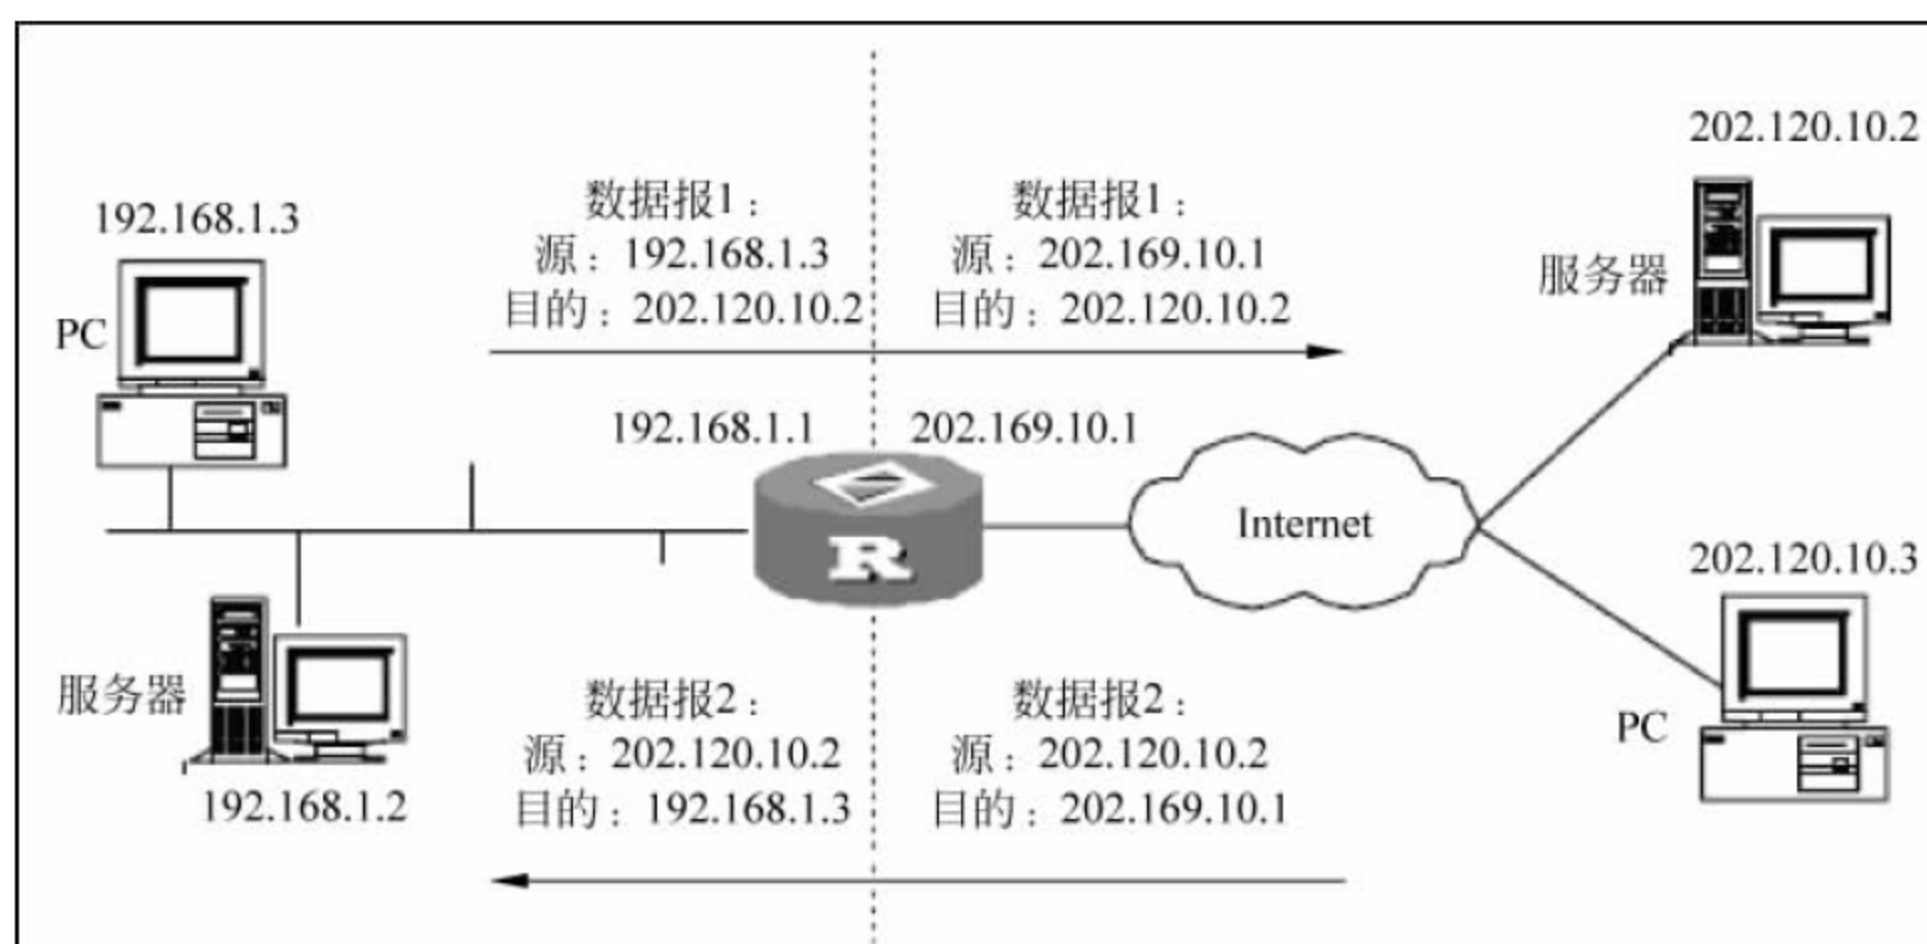 202.120.10.2
192.168.1.3
PC
数据报1：
源：192.168.1.3
目的：202.120.10.2
数据报1：
源：202.169.10.1
目的：202.120.10.2
服务器
192.168.1.1
202.169.10.1
R
Internet
202.120.10.3
PC
服务器
192.168.1.2
数据报2：
源：202.120.10.2
目的：192.168.1.3
数据报2：
源：202.120.10.2
目的：202.169.10.1